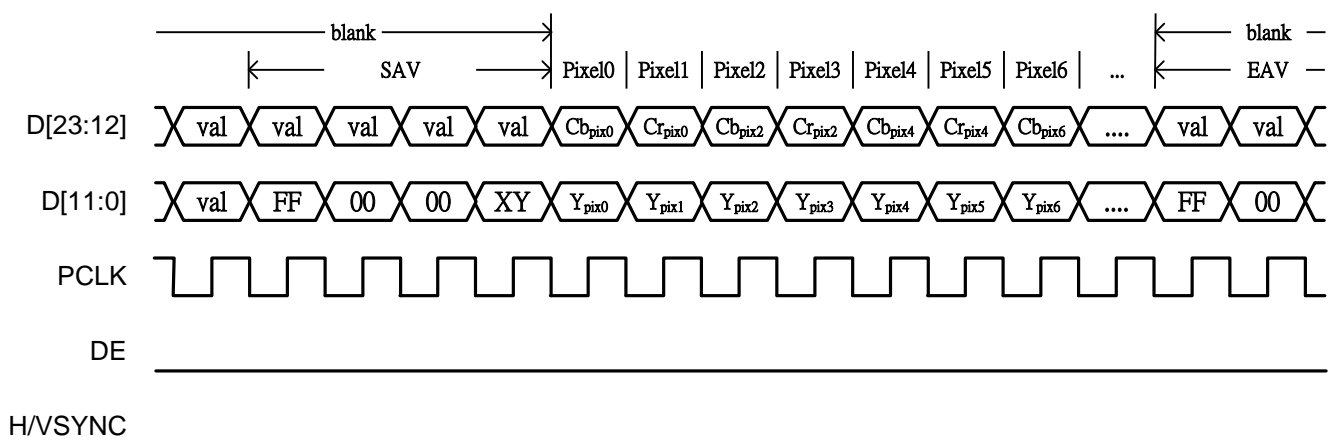 blank blank
SAV Pixel0 Pixel1 Pixel2 Pixel3 Pixel4 Pixel5 Pixel6 ... EAV
D[23:12] val val val val val Cbpix0 Crpix0 Cbpix2 Crpix2 Cbpix4 Crpix4 Cbpix6 .... val val
D[11:0] val FF 00 00 XY Ypix0 Ypix1 Ypix2 Ypix3 Ypix4 Ypix5 Ypix6 .... FF 00
PCLK
DE
H/VSYNC